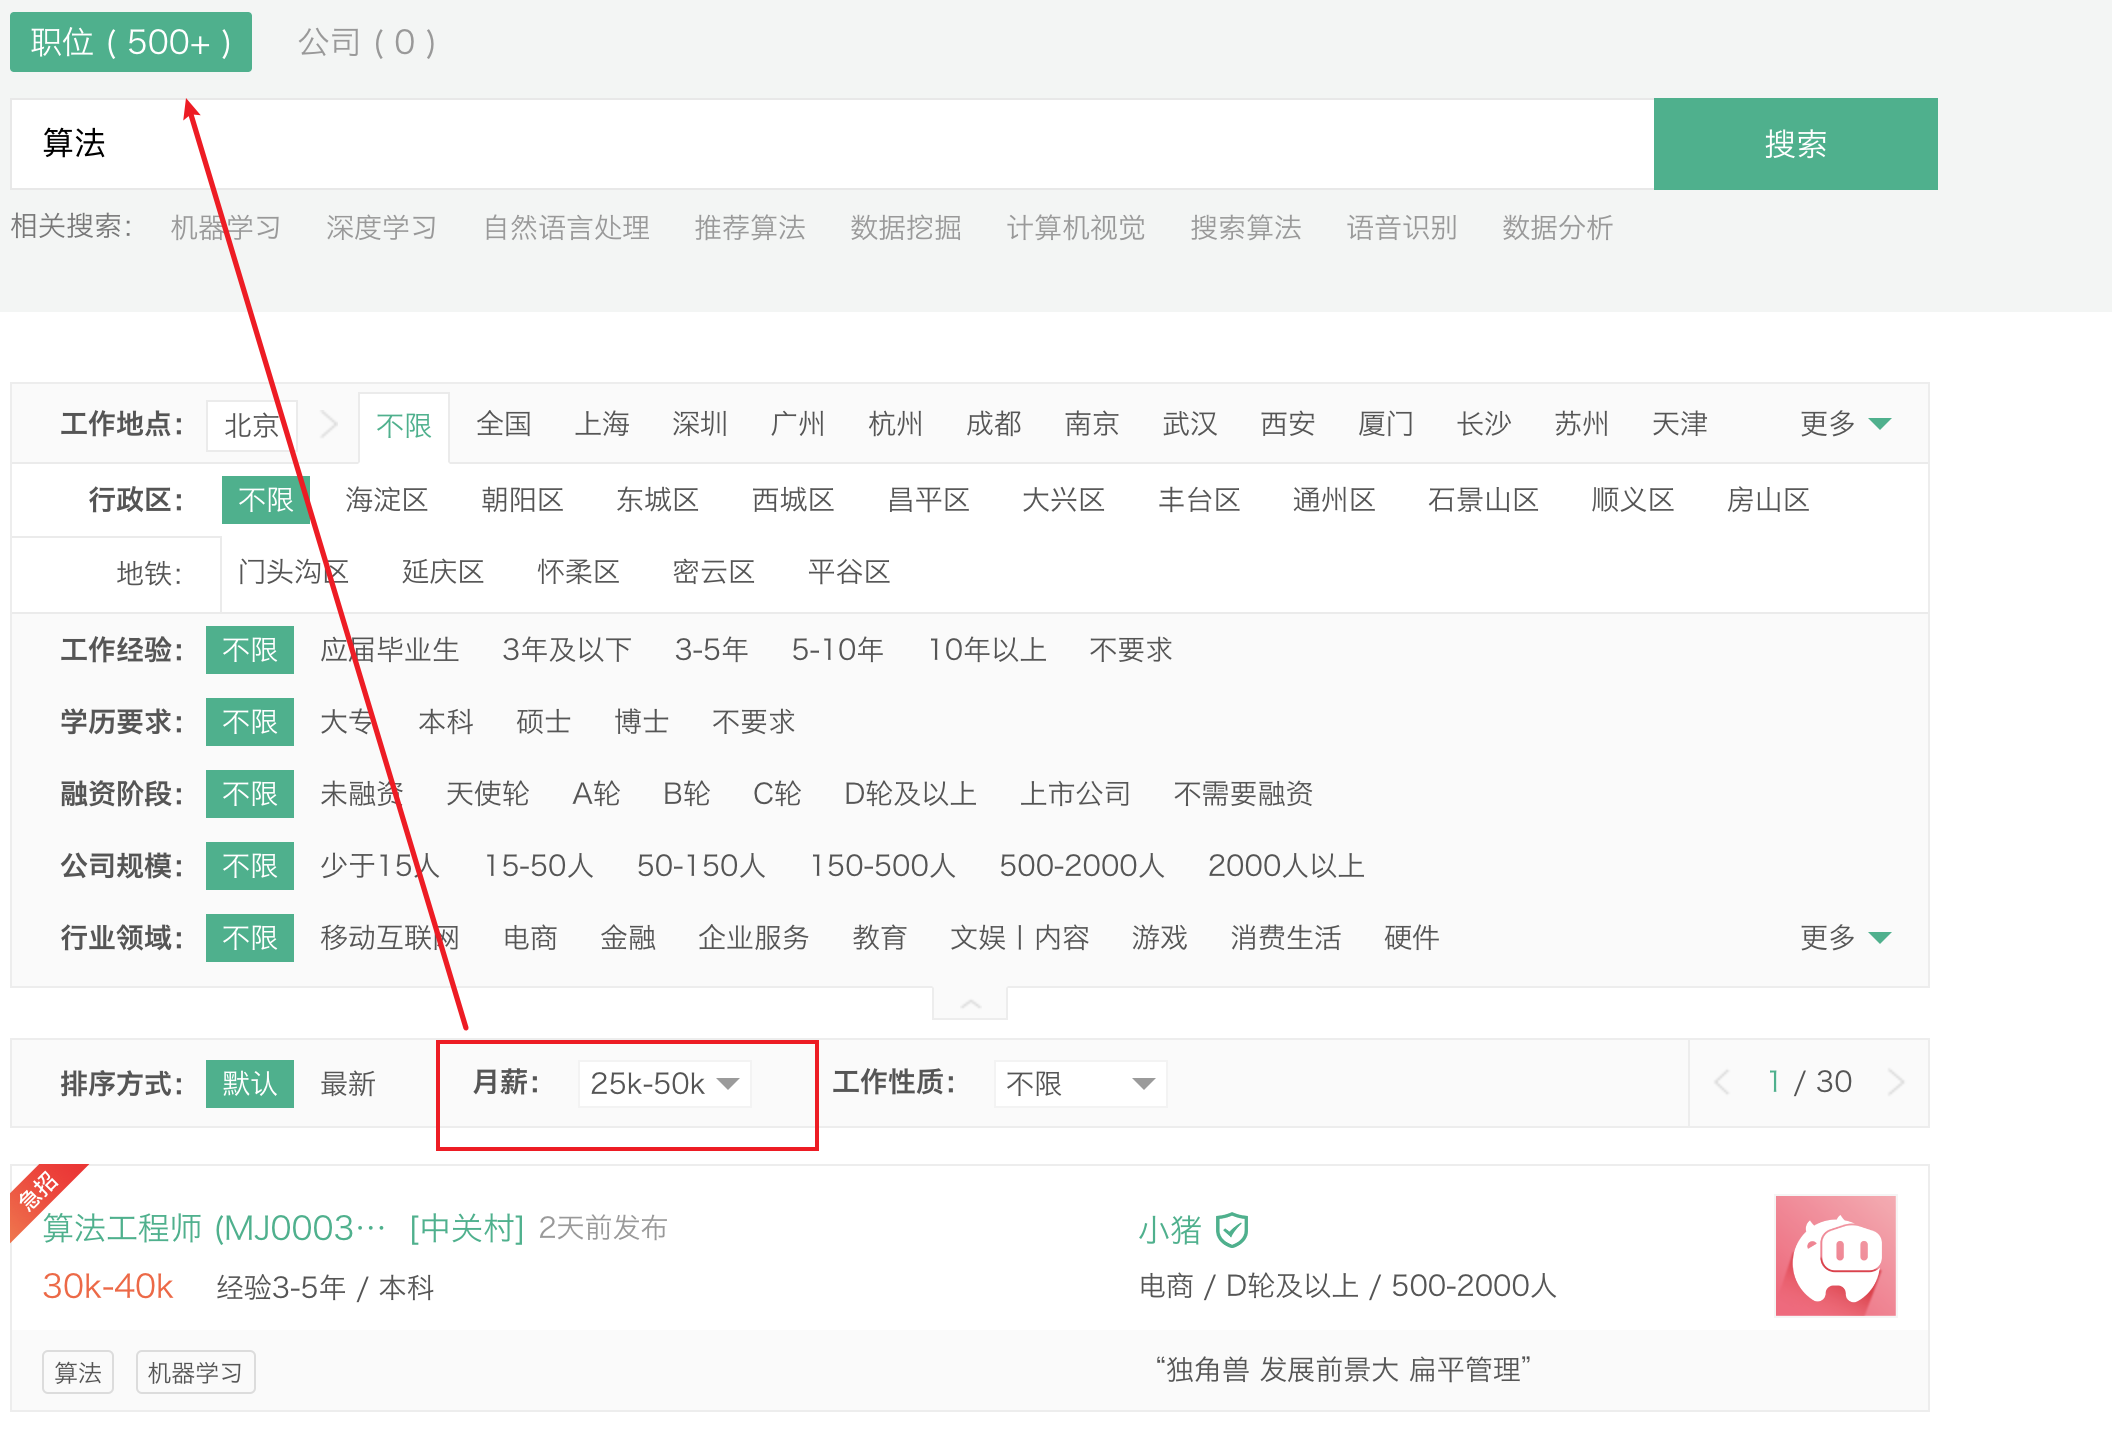 职位 ( 500+ ) 公司 ( 0 )
算法 搜索
相关搜索： 机器学习 深度学习 自然语言处理 推荐算法 数据挖掘 计算机视觉 搜索算法 语音识别 数据分析
工作地点： 北京 不限 全国 上海 深圳 广州 杭州 成都 南京 武汉 西安 厦门 长沙 苏州 天津 更多
行政区： 不限 海淀区 朝阳区 东城区 西城区 昌平区 大兴区 丰台区 通州区 石景山区 顺义区 房山区
地铁： 门头沟区 延庆区 怀柔区 密云区 平谷区
工作经验： 不限 应届毕业生 3年及以下 3-5年 5-10年 10年以上 不要求
学历要求： 不限 大专 本科 硕士 博士 不要求
融资阶段： 不限 未融资 天使轮 A轮 B轮 C轮 D轮及以上 上市公司 不需要融资
公司规模： 不限 少于15人 15-50人 50-150人 150-500人 500-2000人 2000人以上
行业领域： 不限 移动互联网 电商 金融 企业服务 教育 文娱丨内容 游戏 消费生活 硬件 更多
排序方式： 默认 最新 月薪： 25k-50k 工作性质： 不限 1 / 30
急招
算法工程师 (MJ0003… [中关村] 2天前发布 小猪
30k-40k 经验3-5年 / 本科 电商 / D轮及以上 / 500-2000人
算法 机器学习 “独角兽 发展前景大 扁平管理”